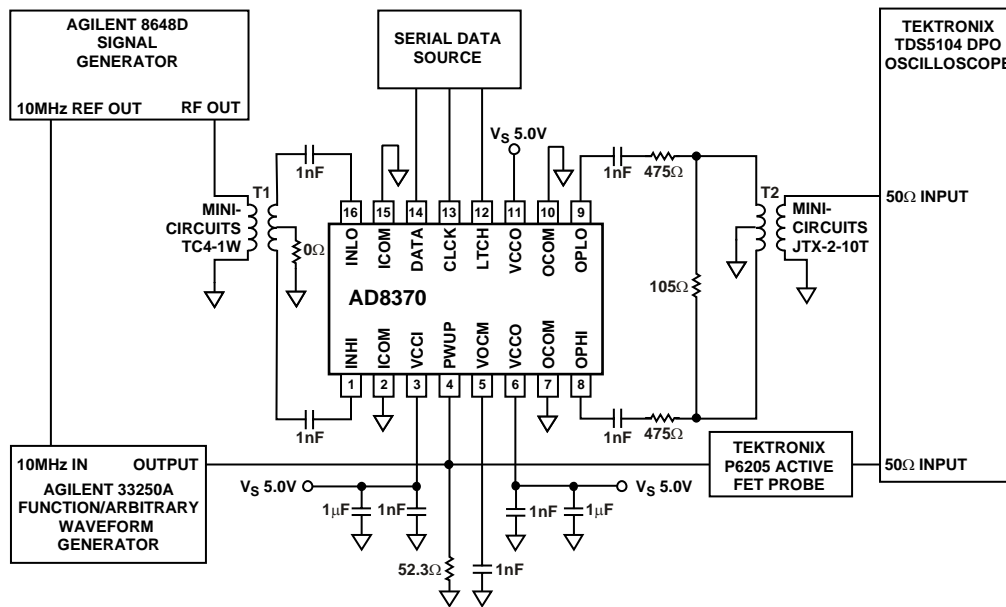 AGILENT 8648D
SIGNAL
GENERATOR
10MHz REF OUT
RF OUT
SERIAL DATA
SOURCE
TEKTRONIX
TDS5104 DPO
OSCILLOSCOPE
VS 5.0V
1nF
1nF
475Ω
T1
MINI-
CIRCUITS
TC4-1W
0Ω
16
15
14
13
12
11
10
9
INLO
ICOM
DATA
CLCK
LTCH
VCCO
OCOM
OPLO
AD8370
T2
MINI-
CIRCUITS
JTX-2-10T
50Ω INPUT
105Ω
INHI
ICOM
VCCI
PWUP
VOCM
VCCO
OCOM
OPHI
1
2
3
4
5
6
7
8
1nF
1nF
475Ω
10MHz IN
OUTPUT
AGILENT 33250A
FUNCTION/ARBITRARY
WAVEFORM
GENERATOR
TEKTRONIX
P6205 ACTIVE
FET PROBE
50Ω INPUT
VS 5.0V
1μF
1nF
VS 5.0V
1nF
1μF
52.3Ω
1nF